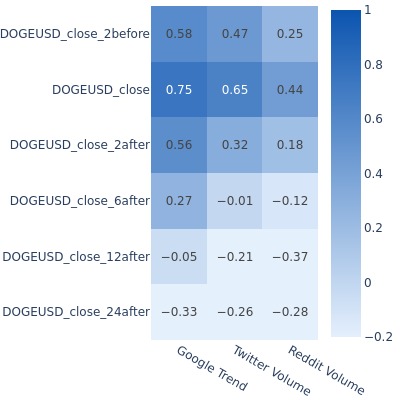 DOGEUSD_close_2before 0.58 0.47 0.25
DOGEUSD_close 0.75 0.65 0.44
DOGEUSD_close_2after 0.56 0.32 0.18
DOGEUSD_close_6after 0.27 −0.01 −0.12
DOGEUSD_close_12after −0.05 −0.21 −0.37
DOGEUSD_close_24after −0.33 −0.26 −0.28
Google Trend
Twitter Volume
Reddit Volume
1
0.8
0.6
0.4
0.2
0
−0.2